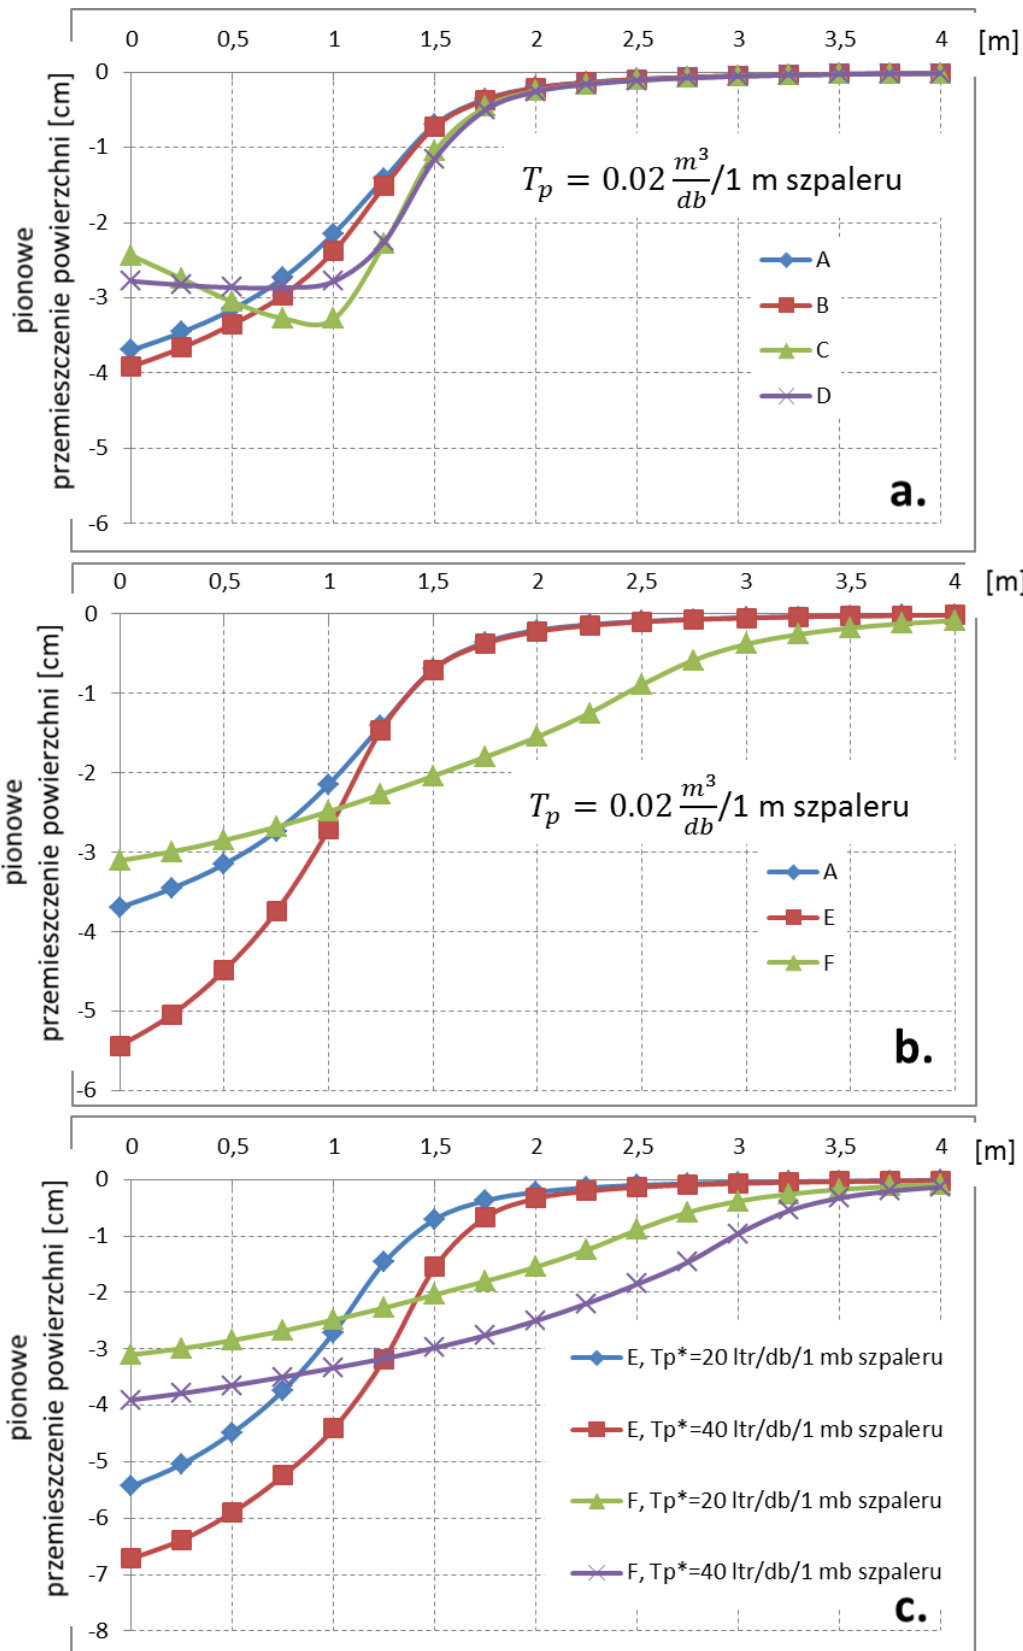 0 0,5 1 1,5 2 2,5 3 3,5 4 [m]
pionowe
przemieszczenie powierzchni [cm]
0
-1
-2
-3
-4
-5
-6
T_p = 0.02 m³/db/1 m szpaleru
A
B
C
D
a.
0 0,5 1 1,5 2 2,5 3 3,5 4 [m]
pionowe
przemieszczenie powierzchni [cm]
0
-1
-2
-3
-4
-5
-6
T_p = 0.02 m³/db/1 m szpaleru
A
E
F
b.
0 0,5 1 1,5 2 2,5 3 3,5 4 [m]
pionowe
przemieszczenie powierzchni [cm]
0
-1
-2
-3
-4
-5
-6
-7
-8
E, Tp*=20 ltr/db/1 mb szpaleru
E, Tp*=40 ltr/db/1 mb szpaleru
F, Tp*=20 ltr/db/1 mb szpaleru
F, Tp*=40 ltr/db/1 mb szpaleru
c.